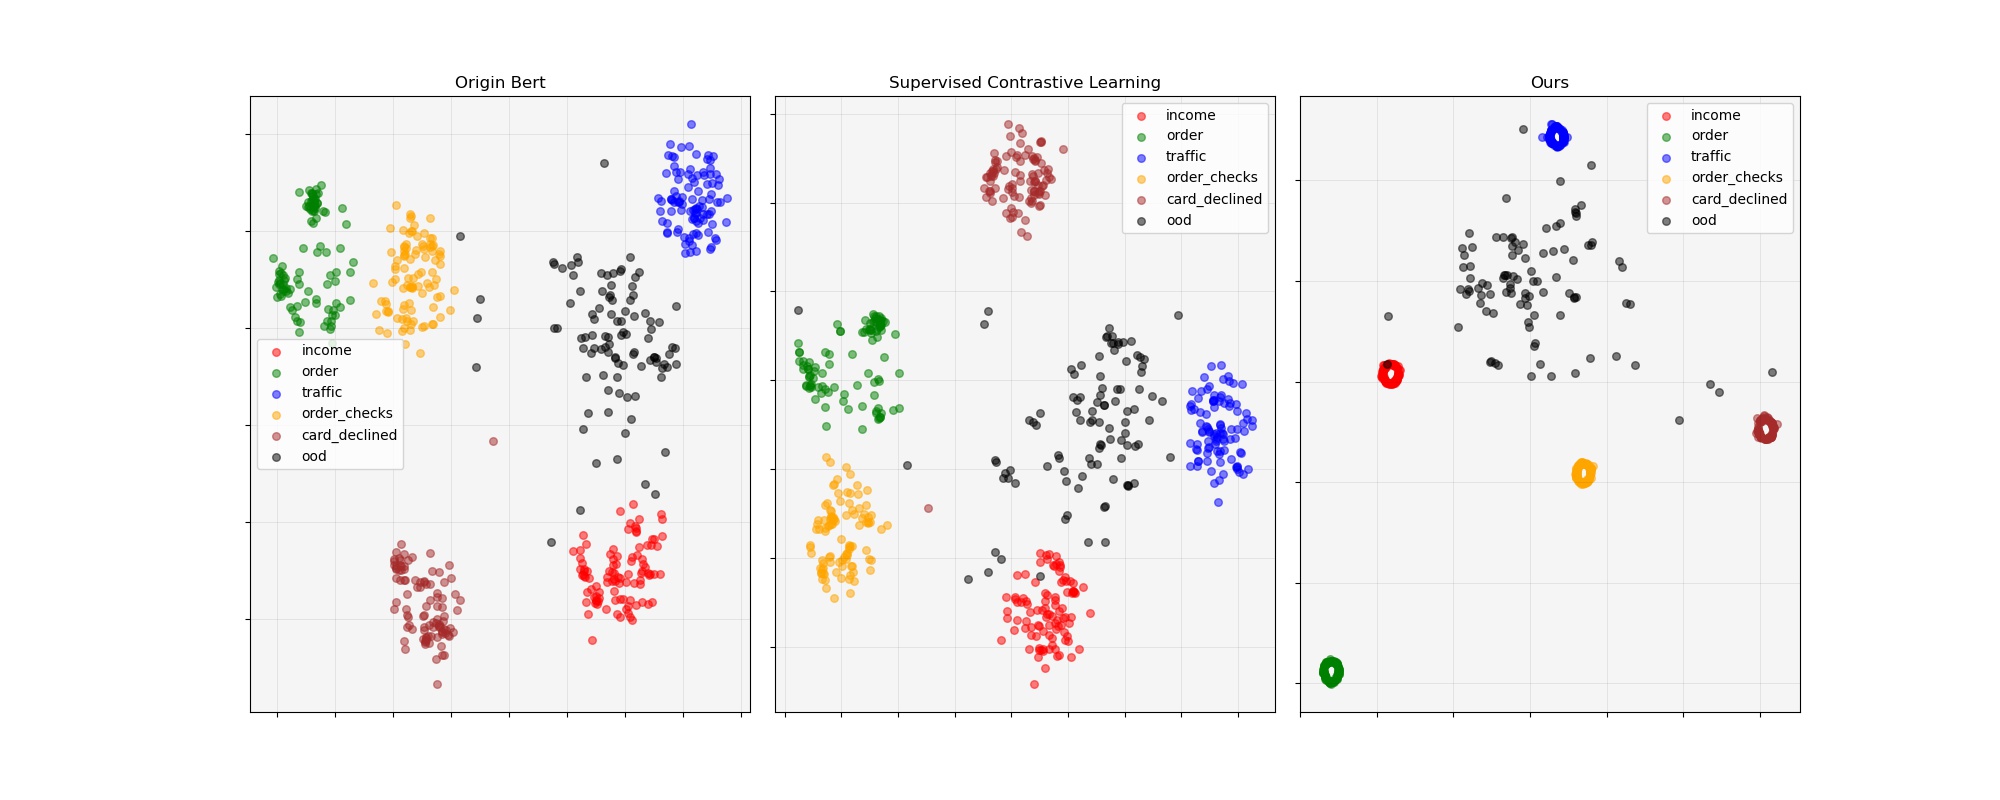 Origin Bert
income
order
traffic
order_checks
card_declined
ood
Supervised Contrastive Learning
income
order
traffic
order_checks
card_declined
ood
Ours
income
order
traffic
order_checks
card_declined
ood